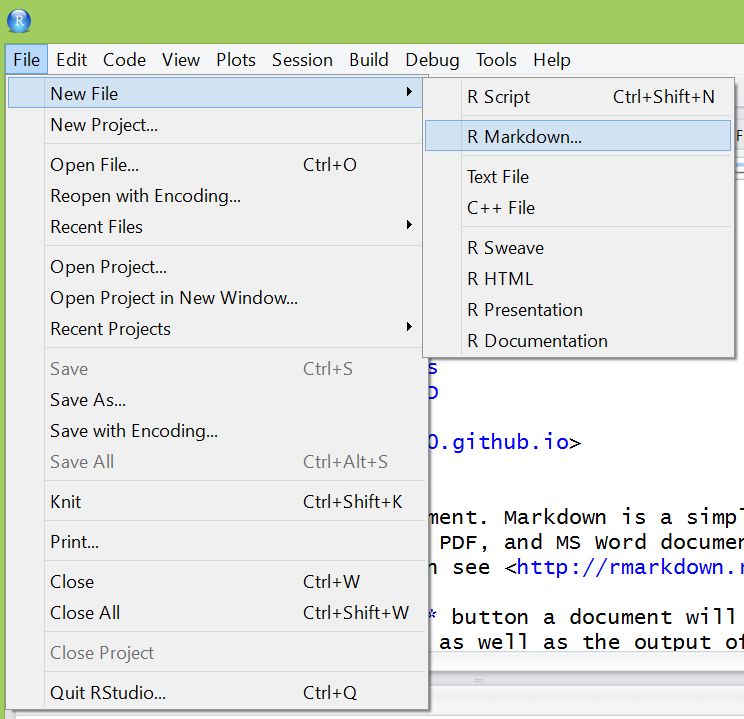 R
File Edit Code View Plots Session Build Debug Tools Help
New File
New Project...
Open File... Ctrl+O
Reopen with Encoding...
Recent Files
Open Project...
Open Project in New Window...
Recent Projects
Save Ctrl+S
Save As...
Save with Encoding...
Save All Ctrl+Alt+S
Knit Ctrl+Shift+K
Print...
Close Ctrl+W
Close All Ctrl+Shift+W
Close Project
Quit RStudio... Ctrl+Q
R Script Ctrl+Shift+N
R Markdown...
Text File
C++ File
R Sweave
R HTML
R Presentation
R Documentation
0.github.io>
ment. Markdown is a simpl
PDF, and MS Word documen
n see <http://rmarkdown.r
* button a document will
as well as the output of